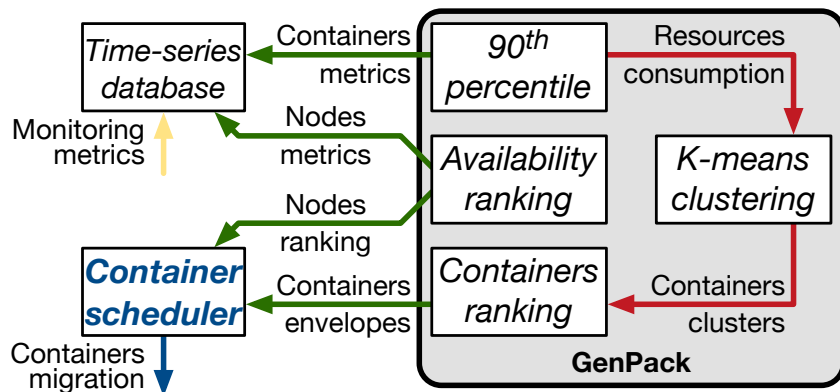 Time-series
database
Containers
metrics
90th
percentile
Resources
consumption
Monitoring
metrics
Nodes
metrics
Availability
ranking
K-means
clustering
Nodes
ranking
Container
scheduler
Containers
envelopes
Containers
ranking
Containers
clusters
Containers
migration
GenPack